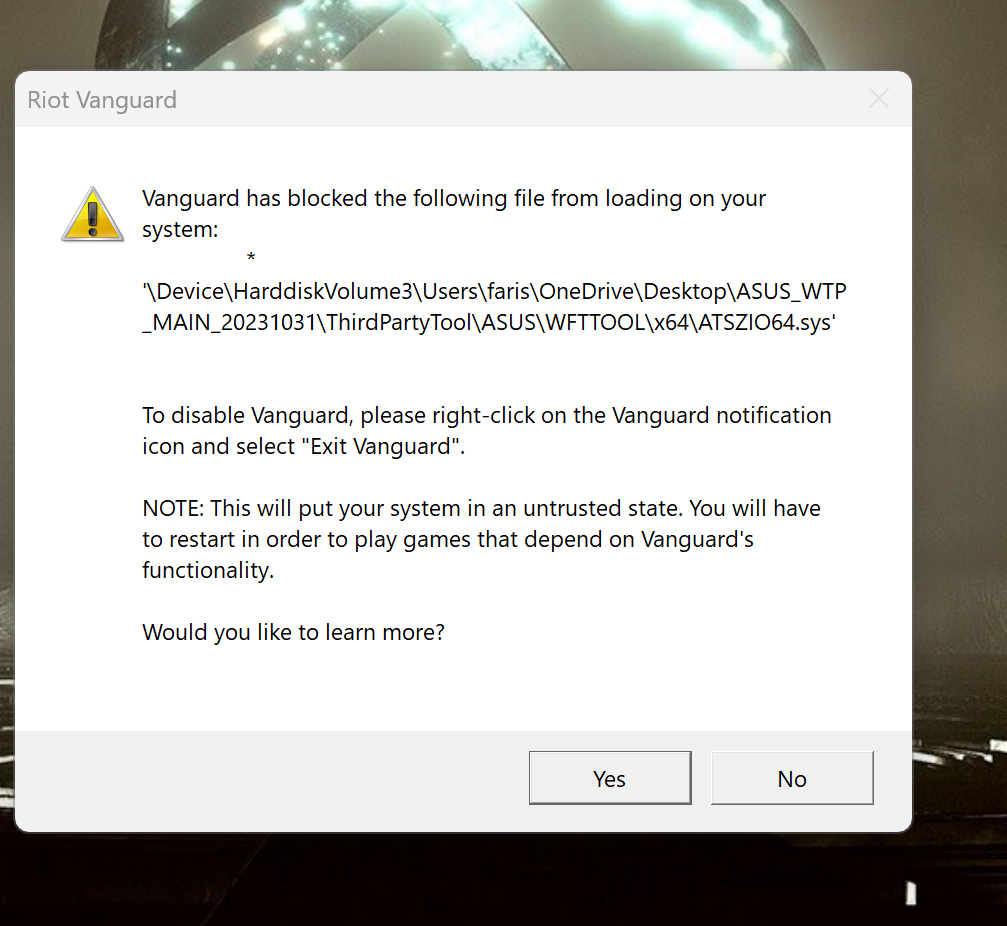 Riot Vanguard
Vanguard has blocked the following file from loading on your
system:
*
'\Device\HarddiskVolume3\Users\faris\OneDrive\Desktop\ASUS_WTP
_MAIN_20231031\ThirdPartyTool\ASUS\WFTTOOL\x64\ATSZIO64.sys'
To disable Vanguard, please right-click on the Vanguard notification
icon and select "Exit Vanguard".
NOTE: This will put your system in an untrusted state. You will have
to restart in order to play games that depend on Vanguard's
functionality.
Would you like to learn more?
Yes
No